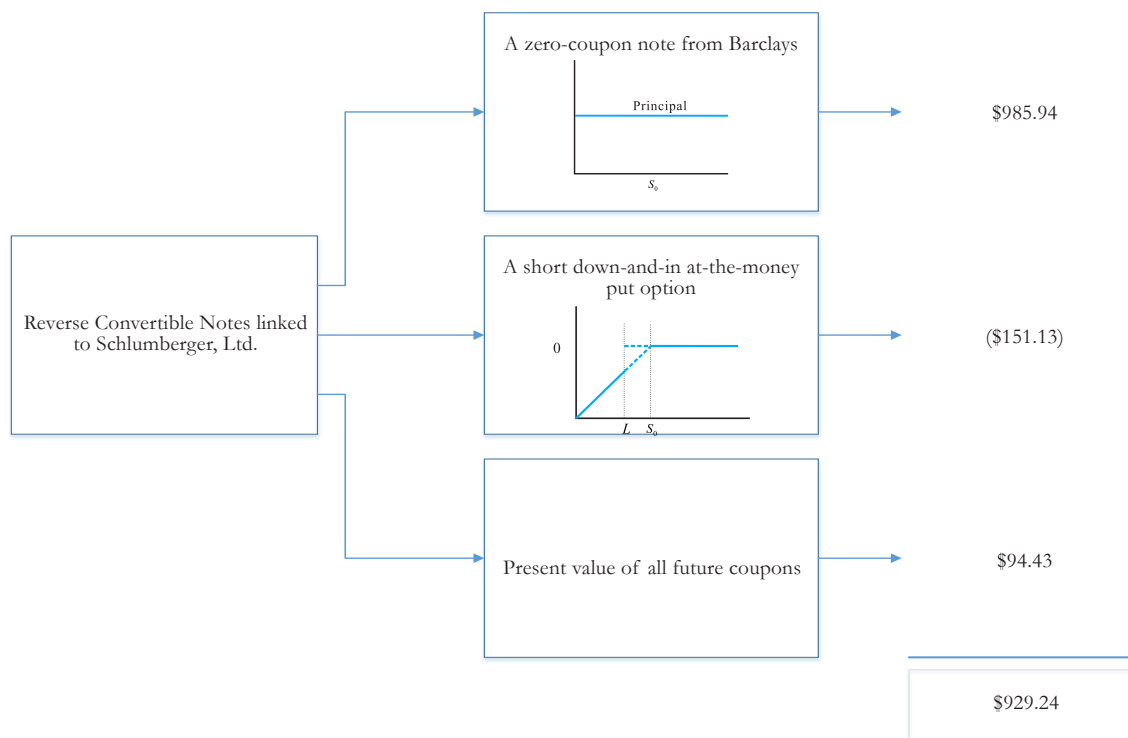 A zero-coupon note from Barclays
Principal
S₀
$985.94
Reverse Convertible Notes linked
to Schlumberger, Ltd.
A short down-and-in at-the-money
put option
0
L S₀
($151.13)
Present value of all future coupons
$94.43
$929.24